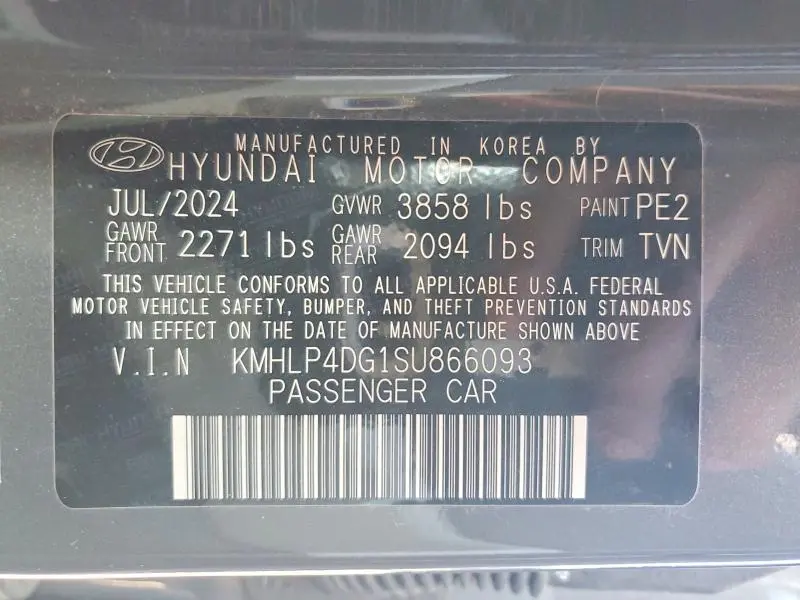 MANUFACTURED IN KOREA BY
HYUNDAI MOTOR COMPANY
JUL/2024 GVWR 3858 lbs PAINT PE2
GAWR FRONT 2271 lbs GAWR REAR 2094 lbs TRIM TVN
THIS VEHICLE CONFORMS TO ALL APPLICABLE U.S.A. FEDERAL
MOTOR VEHICLE SAFETY, BUMPER, AND THEFT PREVENTION STANDARDS
IN EFFECT ON THE DATE OF MANUFACTURE SHOWN ABOVE
V.I.N KMHLP4DG1SU866093
PASSENGER CAR